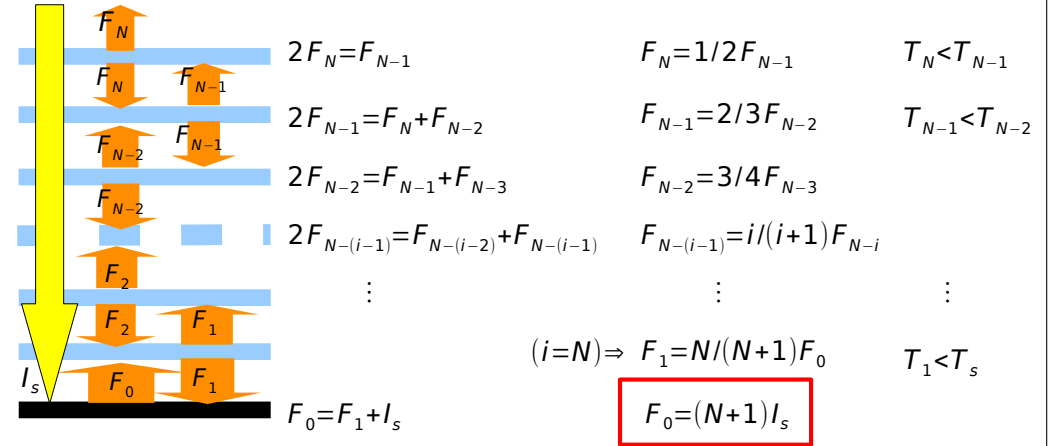 F_N
2F_N=F_{N−1} F_N=1/2F_{N−1} T_N<T_{N−1}
F_N F_{N−1}
2F_{N−1}=F_N+F_{N−2} F_{N−1}=2/3F_{N−2} T_{N−1}<T_{N−2}
F_{N−2} F_{N−1}
2F_{N−2}=F_{N−1}+F_{N−3} F_{N−2}=3/4F_{N−3}
F_{N−2}
2F_{N−(i−1)}=F_{N−(i−2)}+F_{N−(i−1)} F_{N−(i−1)}=i/(i+1)F_{N−i}
F_2
⋮ ⋮ ⋮
F_2 F_1
(i=N)⇒ F_1=N/(N+1)F_0 T_1<T_s
I_s F_0 F_1
F_0=F_1+I_s F_0=(N+1)I_s